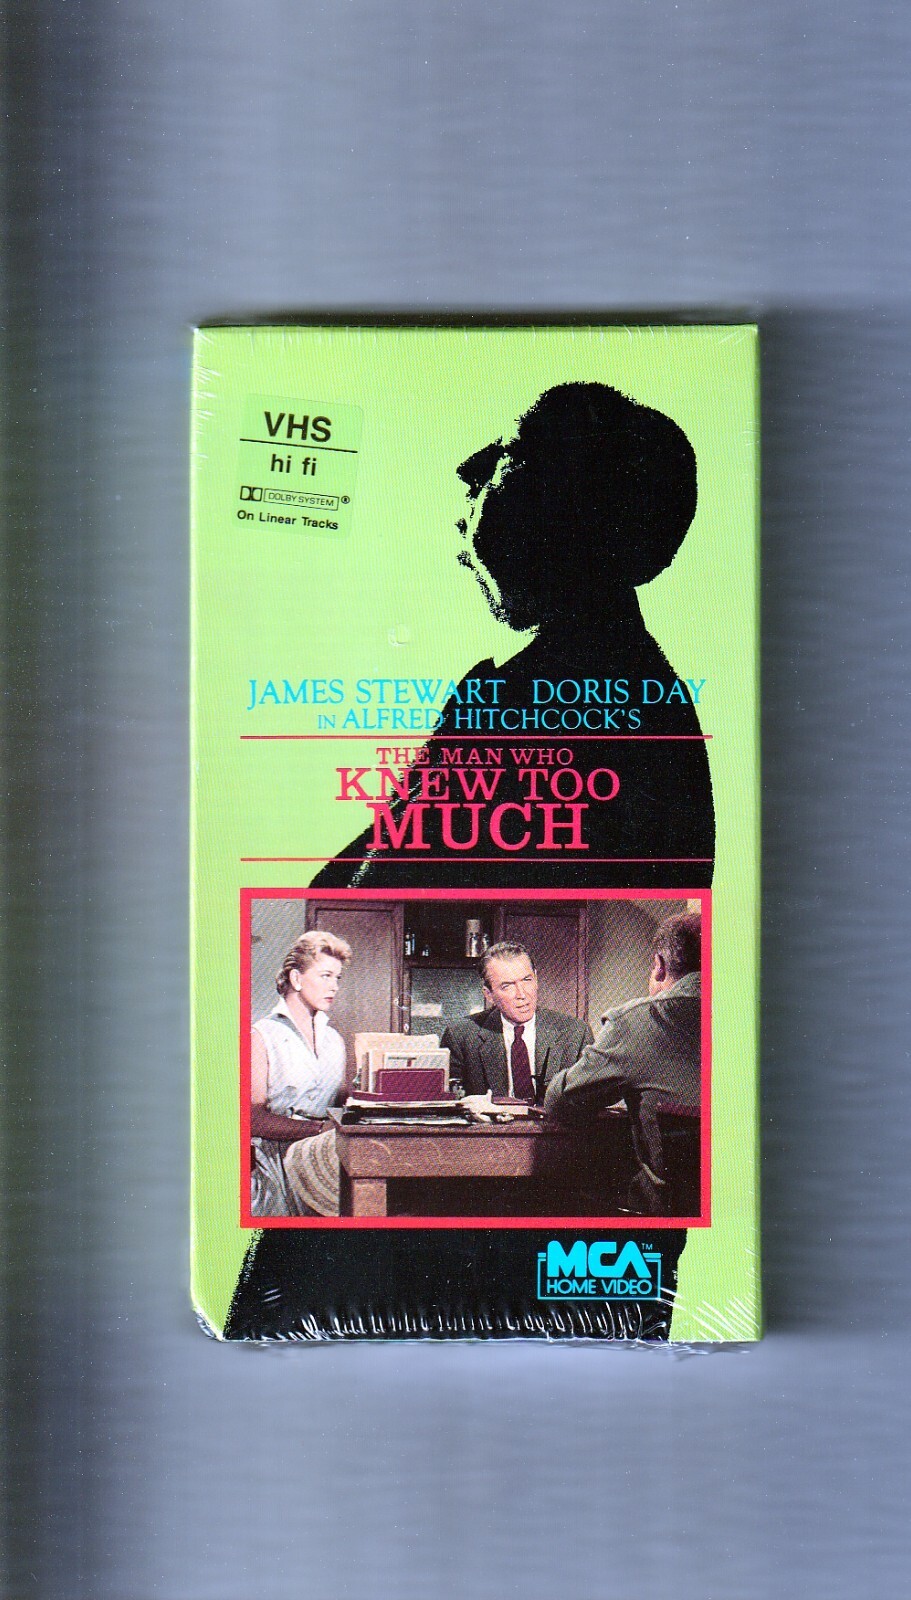 VHS
hi fi
DOLBY SYSTEM ®
On Linear Tracks
JAMES STEWART DORIS DAY
IN ALFRED HITCHCOCK'S
THE MAN WHO
KNEW TOO
MUCH
MCA™
HOME VIDEO